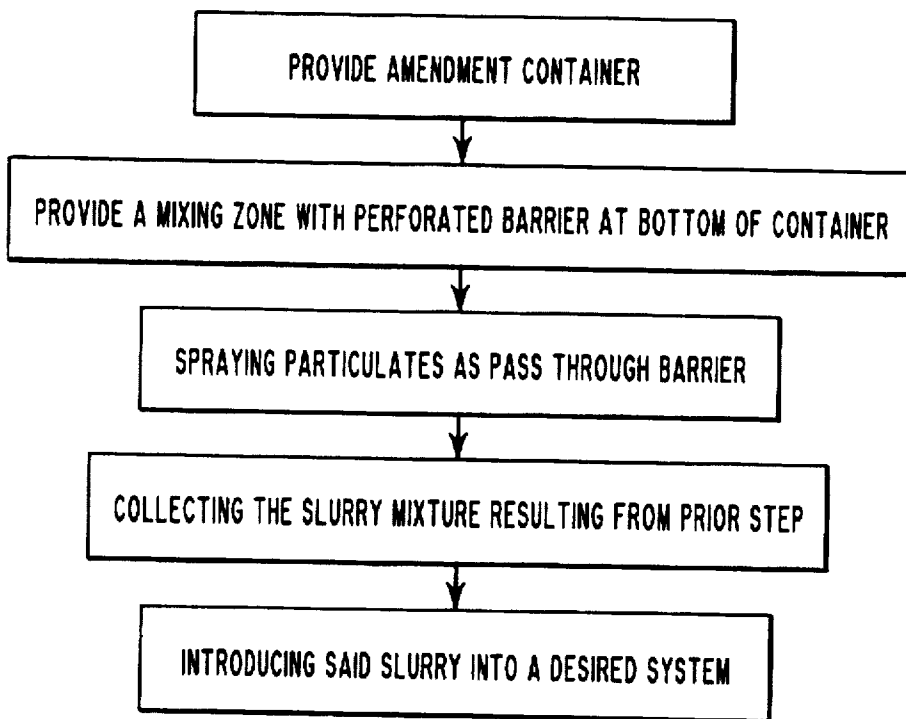 PROVIDE AMENDMENT CONTAINER
PROVIDE A MIXING ZONE WITH PERFORATED BARRIER AT BOTTOM OF CONTAINER
SPRAYING PARTICULATES AS PASS THROUGH BARRIER
COLLECTING THE SLURRY MIXTURE RESULTING FROM PRIOR STEP
INTRODUCING SAID SLURRY INTO A DESIRED SYSTEM